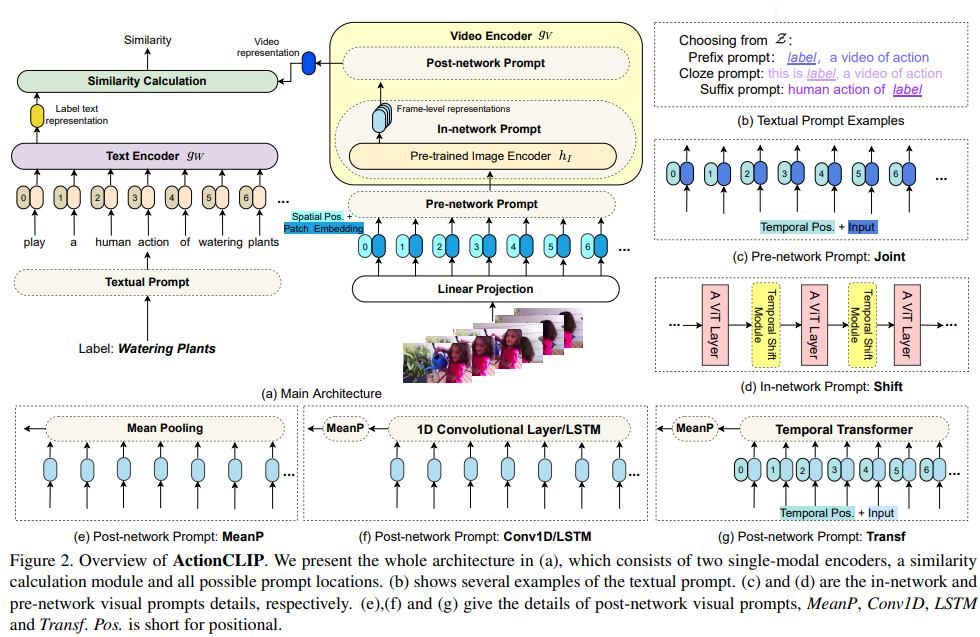 Similarity
Similarity Calculation
Label text
representation
Text Encoder gW
0 1 2 3 4 5 6 ...
play a human action of watering plants
Textual Prompt
Label: Watering Plants
Video
representation
Video Encoder gV
Post-network Prompt
Frame-level representations
In-network Prompt
Pre-trained Image Encoder hI
Pre-network Prompt
Spatial Pos. +
Patch Embedding
0 1 2 3 4 5 6 ...
Linear Projection
(a) Main Architecture
Choosing from Z:
Prefix prompt: label, a video of action
Cloze prompt: this is label, a video of action
Suffix prompt: human action of label
(b) Textual Prompt Examples
0 1 2 3 4 5 6 ...
Temporal Pos. + Input
(c) Pre-network Prompt: Joint
... A ViT Layer Temporal Shift Module A ViT Layer Temporal Shift Module A ViT Layer ...
(d) In-network Prompt: Shift
Mean Pooling
...
(e) Post-network Prompt: MeanP
MeanP 1D Convolutional Layer/LSTM
...
(f) Post-network Prompt: Conv1D/LSTM
MeanP Temporal Transformer
0 1 2 3 4 5 6 ...
Temporal Pos. + Input
(g) Post-network Prompt: Transf
Figure 2. Overview of ActionCLIP. We present the whole architecture in (a), which consists of two single-modal encoders, a similarity
calculation module and all possible prompt locations. (b) shows several examples of the textual prompt. (c) and (d) are the in-network and
pre-network visual prompts details, respectively. (e),(f) and (g) give the details of post-network visual prompts, MeanP, Conv1D, LSTM
and Transf. Pos. is short for positional.